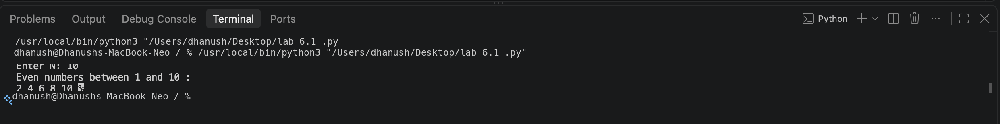 Problems Output Debug Console Terminal Ports Python
/usr/local/bin/python3 "/Users/dhanush/Desktop/lab 6.1 .py
dhanush@Dhanushs-MacBook-Neo / % /usr/local/bin/python3 "/Users/dhanush/Desktop/lab 6.1 .py"
Enter N: 10
Even numbers between 1 and 10 :
2 4 6 8 10 %
dhanush@Dhanushs-MacBook-Neo / %